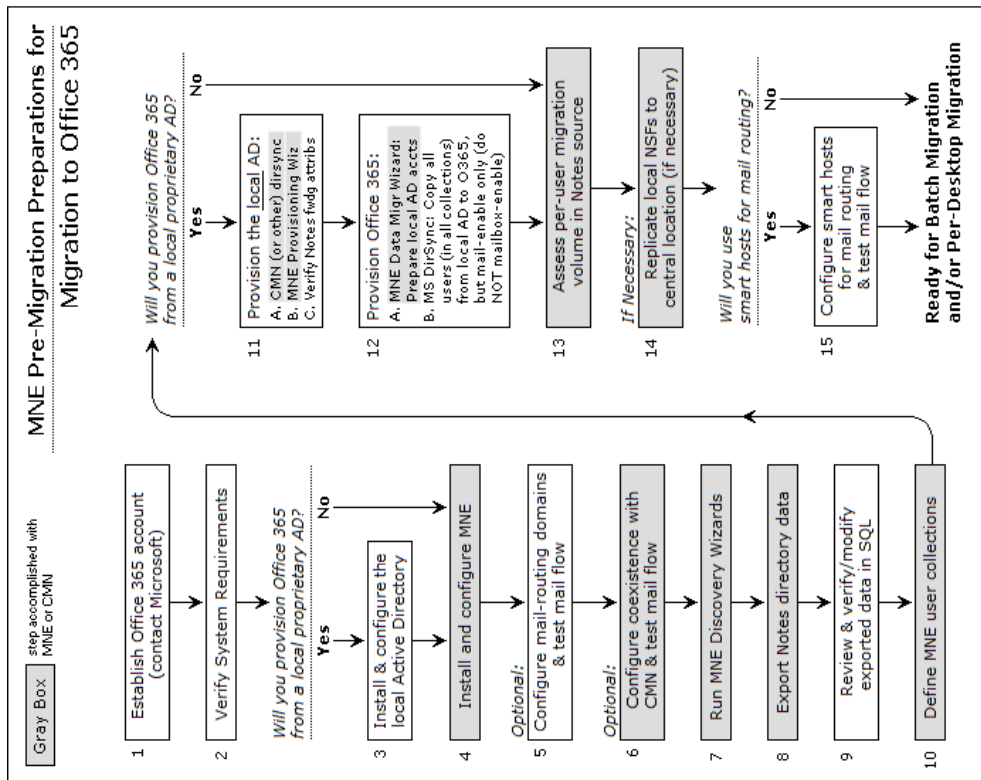 MNE Pre-Migration Preparations for
Migration to Office 365
Gray Box
step accomplished with
MNE or CMN
1
Establish Office 365 account
(contact Microsoft)
2
Verify System Requirements
Will you provision Office 365
from a local proprietary AD?
Yes
No
3
Install & configure the
local Active Directory
4
Install and configure MNE
Optional:
5
Configure mail-routing domains
& test mail flow
Optional:
6
Configure coexistence with
CMN & test mail flow
7
Run MNE Discovery Wizards
8
Export Notes directory data
9
Review & verify/modify
exported data in SQL
10
Define MNE user collections
Will you provision Office 365
from a local proprietary AD?
Yes
No
11
Provision the local AD:
A. CMN (or other) dirsync
B. MNE Provisioning Wiz
C. Verify Notes fwdg attribs
12
Provision Office 365:
A. MNE Data Migr Wizard:
Prepare local AD accts
B. MS DirSync: Copy all
users (in all collections)
from local AD to O365,
but mail-enable only (do
NOT mailbox-enable)
13
Assess per-user migration
volume in Notes source
If Necessary:
14
Replicate local NSFs to
central location (if necessary)
Will you use
smart hosts for mail routing?
Yes
No
15
Configure smart hosts
for mail routing
& test mail flow
Ready for Batch Migration
and/or Per-Desktop Migration